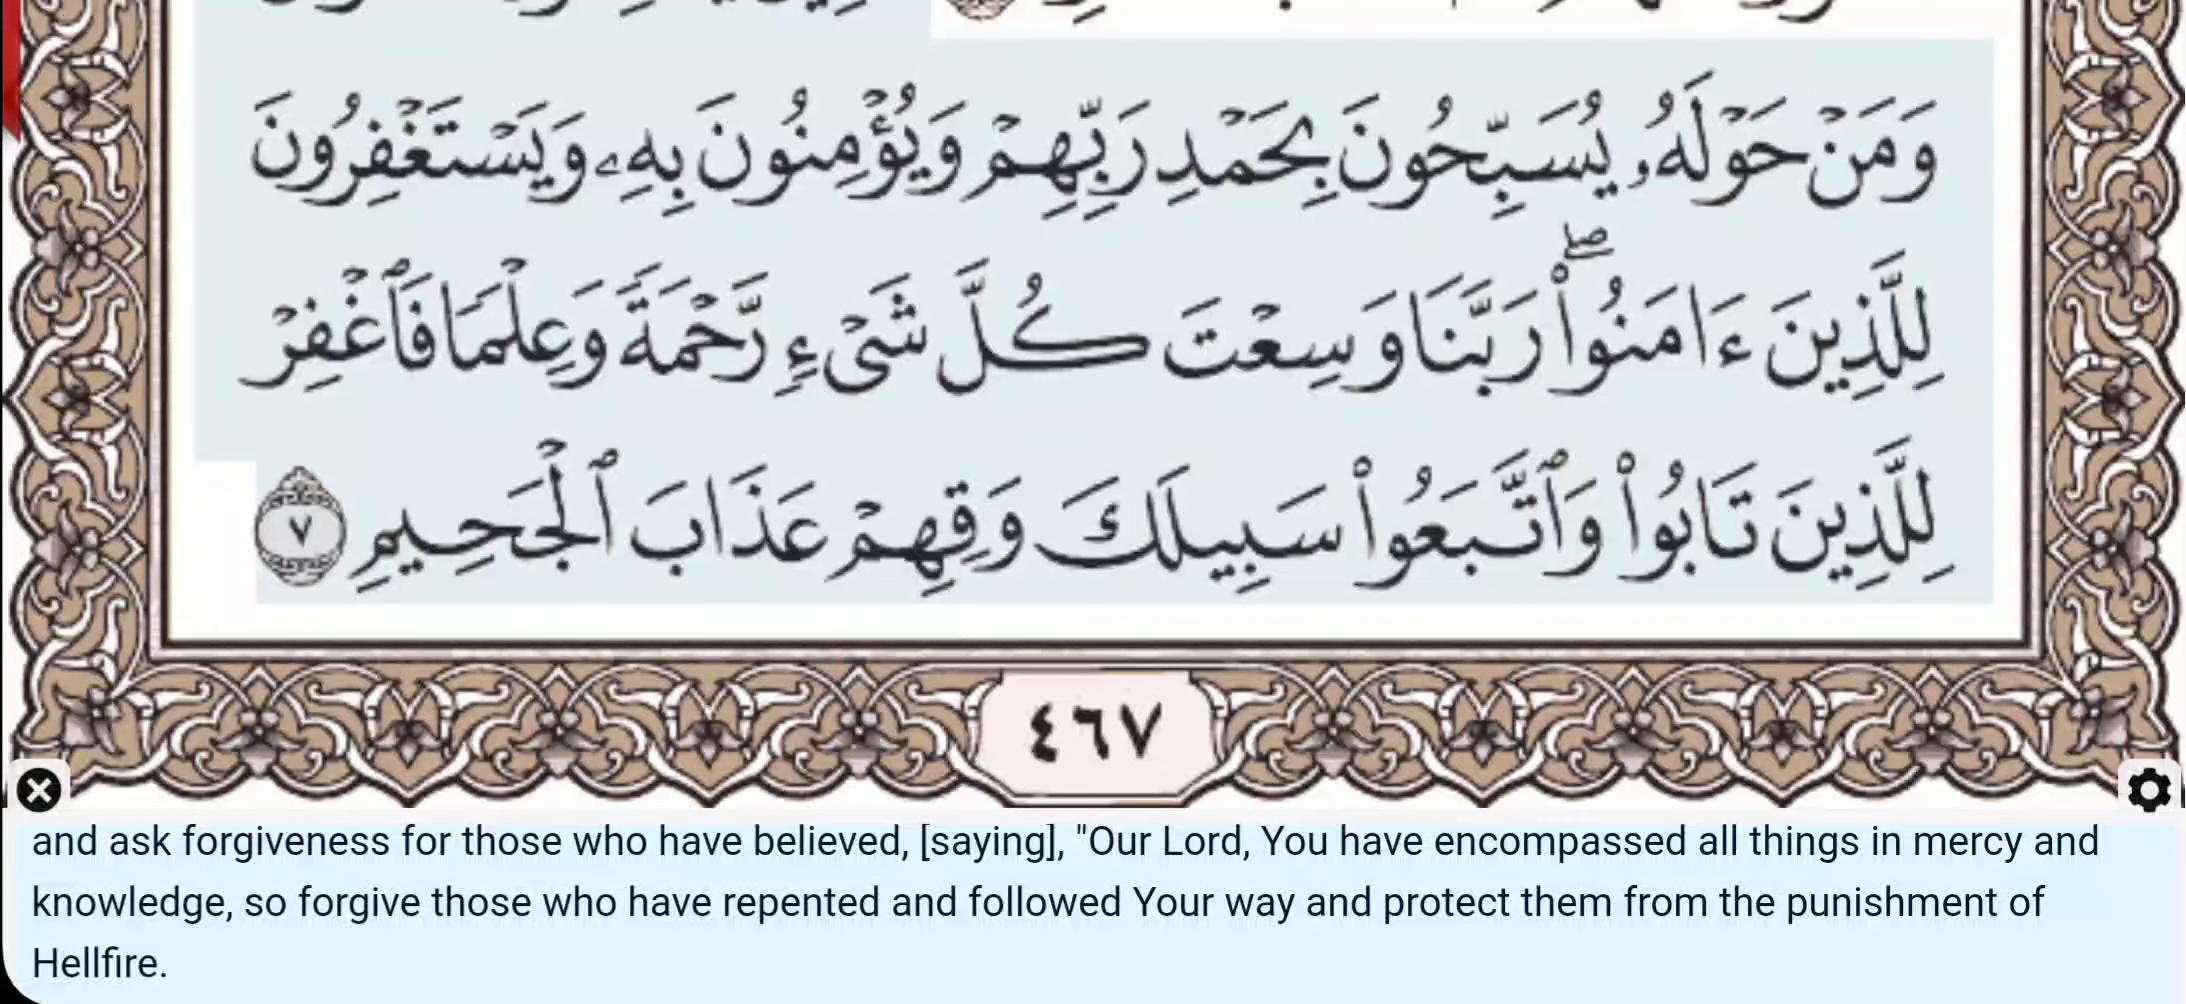 وَمَنْ حَوْلَهُۥ يُسَبِّحُونَ بِحَمْدِ رَبِّهِمْ وَيُؤْمِنُونَ بِهِۦ وَيَسْتَغْفِرُونَ
لِلَّذِينَ ءَامَنُوا۟ۖ رَبَّنَا وَسِعْتَ كُلَّ شَىْءٍ رَّحْمَةً وَعِلْمًا فَٱغْفِرْ
لِلَّذِينَ تَابُوا۟ وَٱتَّبَعُوا۟ سَبِيلَكَ وَقِهِمْ عَذَابَ ٱلْجَحِيمِ ٧
٤٦٧
and ask forgiveness for those who have believed, [saying], "Our Lord, You have encompassed all things in mercy and
knowledge, so forgive those who have repented and followed Your way and protect them from the punishment of
Hellfire.